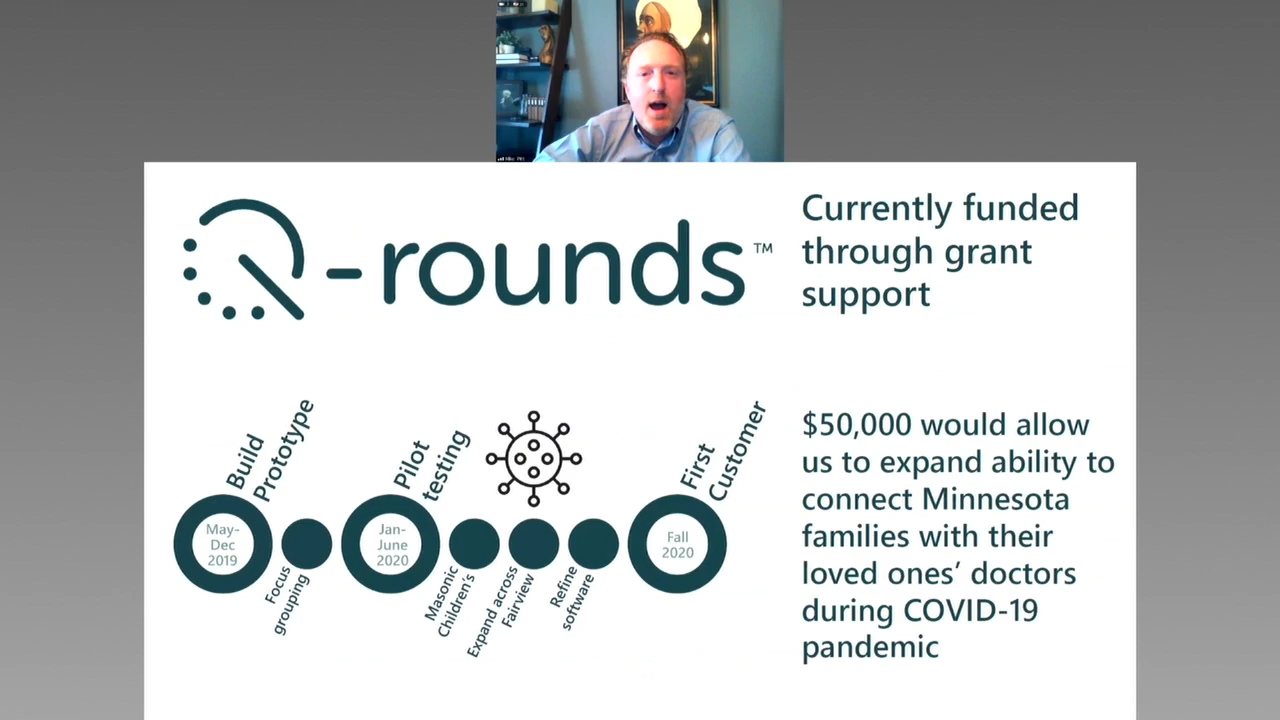 Mike Pitt
Q-rounds™
Currently funded
through grant
support
Build
Prototype
Pilot
testing
First
Customer
May-
Dec
2019
Jan-
June
2020
Fall
2020
Focus
grouping
Masonic
Children's
Expand across
Fairview
Refine
software
$50,000 would allow
us to expand ability to
connect Minnesota
families with their
loved ones’ doctors
during COVID-19
pandemic